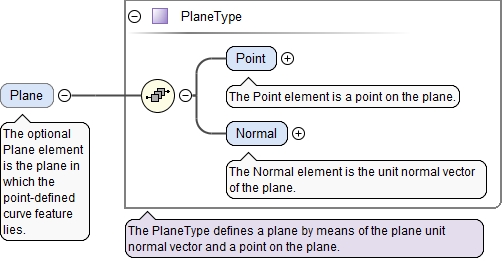 PlaneType
Point
The Point element is a point on the plane.
Plane
The optional
Plane element
is the plane in
which the
point-defined
curve feature
lies.
Normal
The Normal element is the unit normal vector
of the plane.
The PlaneType defines a plane by means of the plane unit
normal vector and a point on the plane.